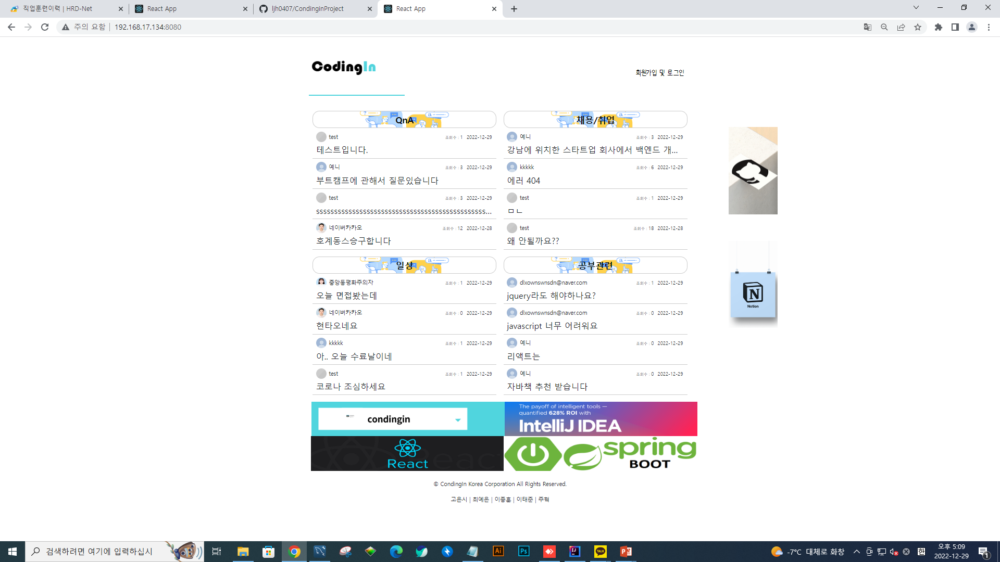 직업훈련이력 | HRD-Net
React App
ljh0407/CondinginProject
React App
주의 요함
192.168.17.134:8080
CodingIn
회원가입 및 로그인
QnA
test 조회수 : 1 2022-12-29
테스트입니다.
예니 조회수 : 3 2022-12-29
부트캠프에 관해서 질문있습니다
test 조회수 : 3 2022-12-29
sssssssssssssssssssssssssssssssssssssssssssssss...
네이버카카오 조회수 : 12 2022-12-28
호계동스승구합니다
채용/취업
예니 조회수 : 3 2022-12-29
강남에 위치한 스타트업 회사에서 백엔드 개...
kkkkk 조회수 : 6 2022-12-29
에러 404
test 조회수 : 1 2022-12-29
ㅁㄴ
test 조회수 : 18 2022-12-28
왜 안될까요??
일상
중앙동평화주의자 조회수 : 1 2022-12-29
오늘 면접봤는데
네이버카카오 조회수 : 0 2022-12-29
현타오네요
kkkkk 조회수 : 1 2022-12-29
아.. 오늘 수료날이네
test 조회수 : 1 2022-12-29
코로나 조심하세요
공부관련
dlxownswnsdn@naver.com 조회수 : 1 2022-12-29
jquery라도 해야하나요?
dlxownswnsdn@naver.com 조회수 : 0 2022-12-29
javascript 너무 어려워요
예니 조회수 : 0 2022-12-29
리액트는
예니 조회수 : 0 2022-12-29
자바책 추천 받습니다
N
Notion
condingin
The payoff of intelligent tools —
quantified 628% ROI with
IntelliJ IDEA
React
React
spring
BOOT
© CondingIn Korea Corporation All Rights Reserved.
고은시 | 최예은 | 이종훈 | 이태준 | 주혁
검색하려면 여기에 입력하십시
Ai
Ps
IJ
TALK
P
-7°C 대체로 화창
한
오후 5:09
2022-12-29
1